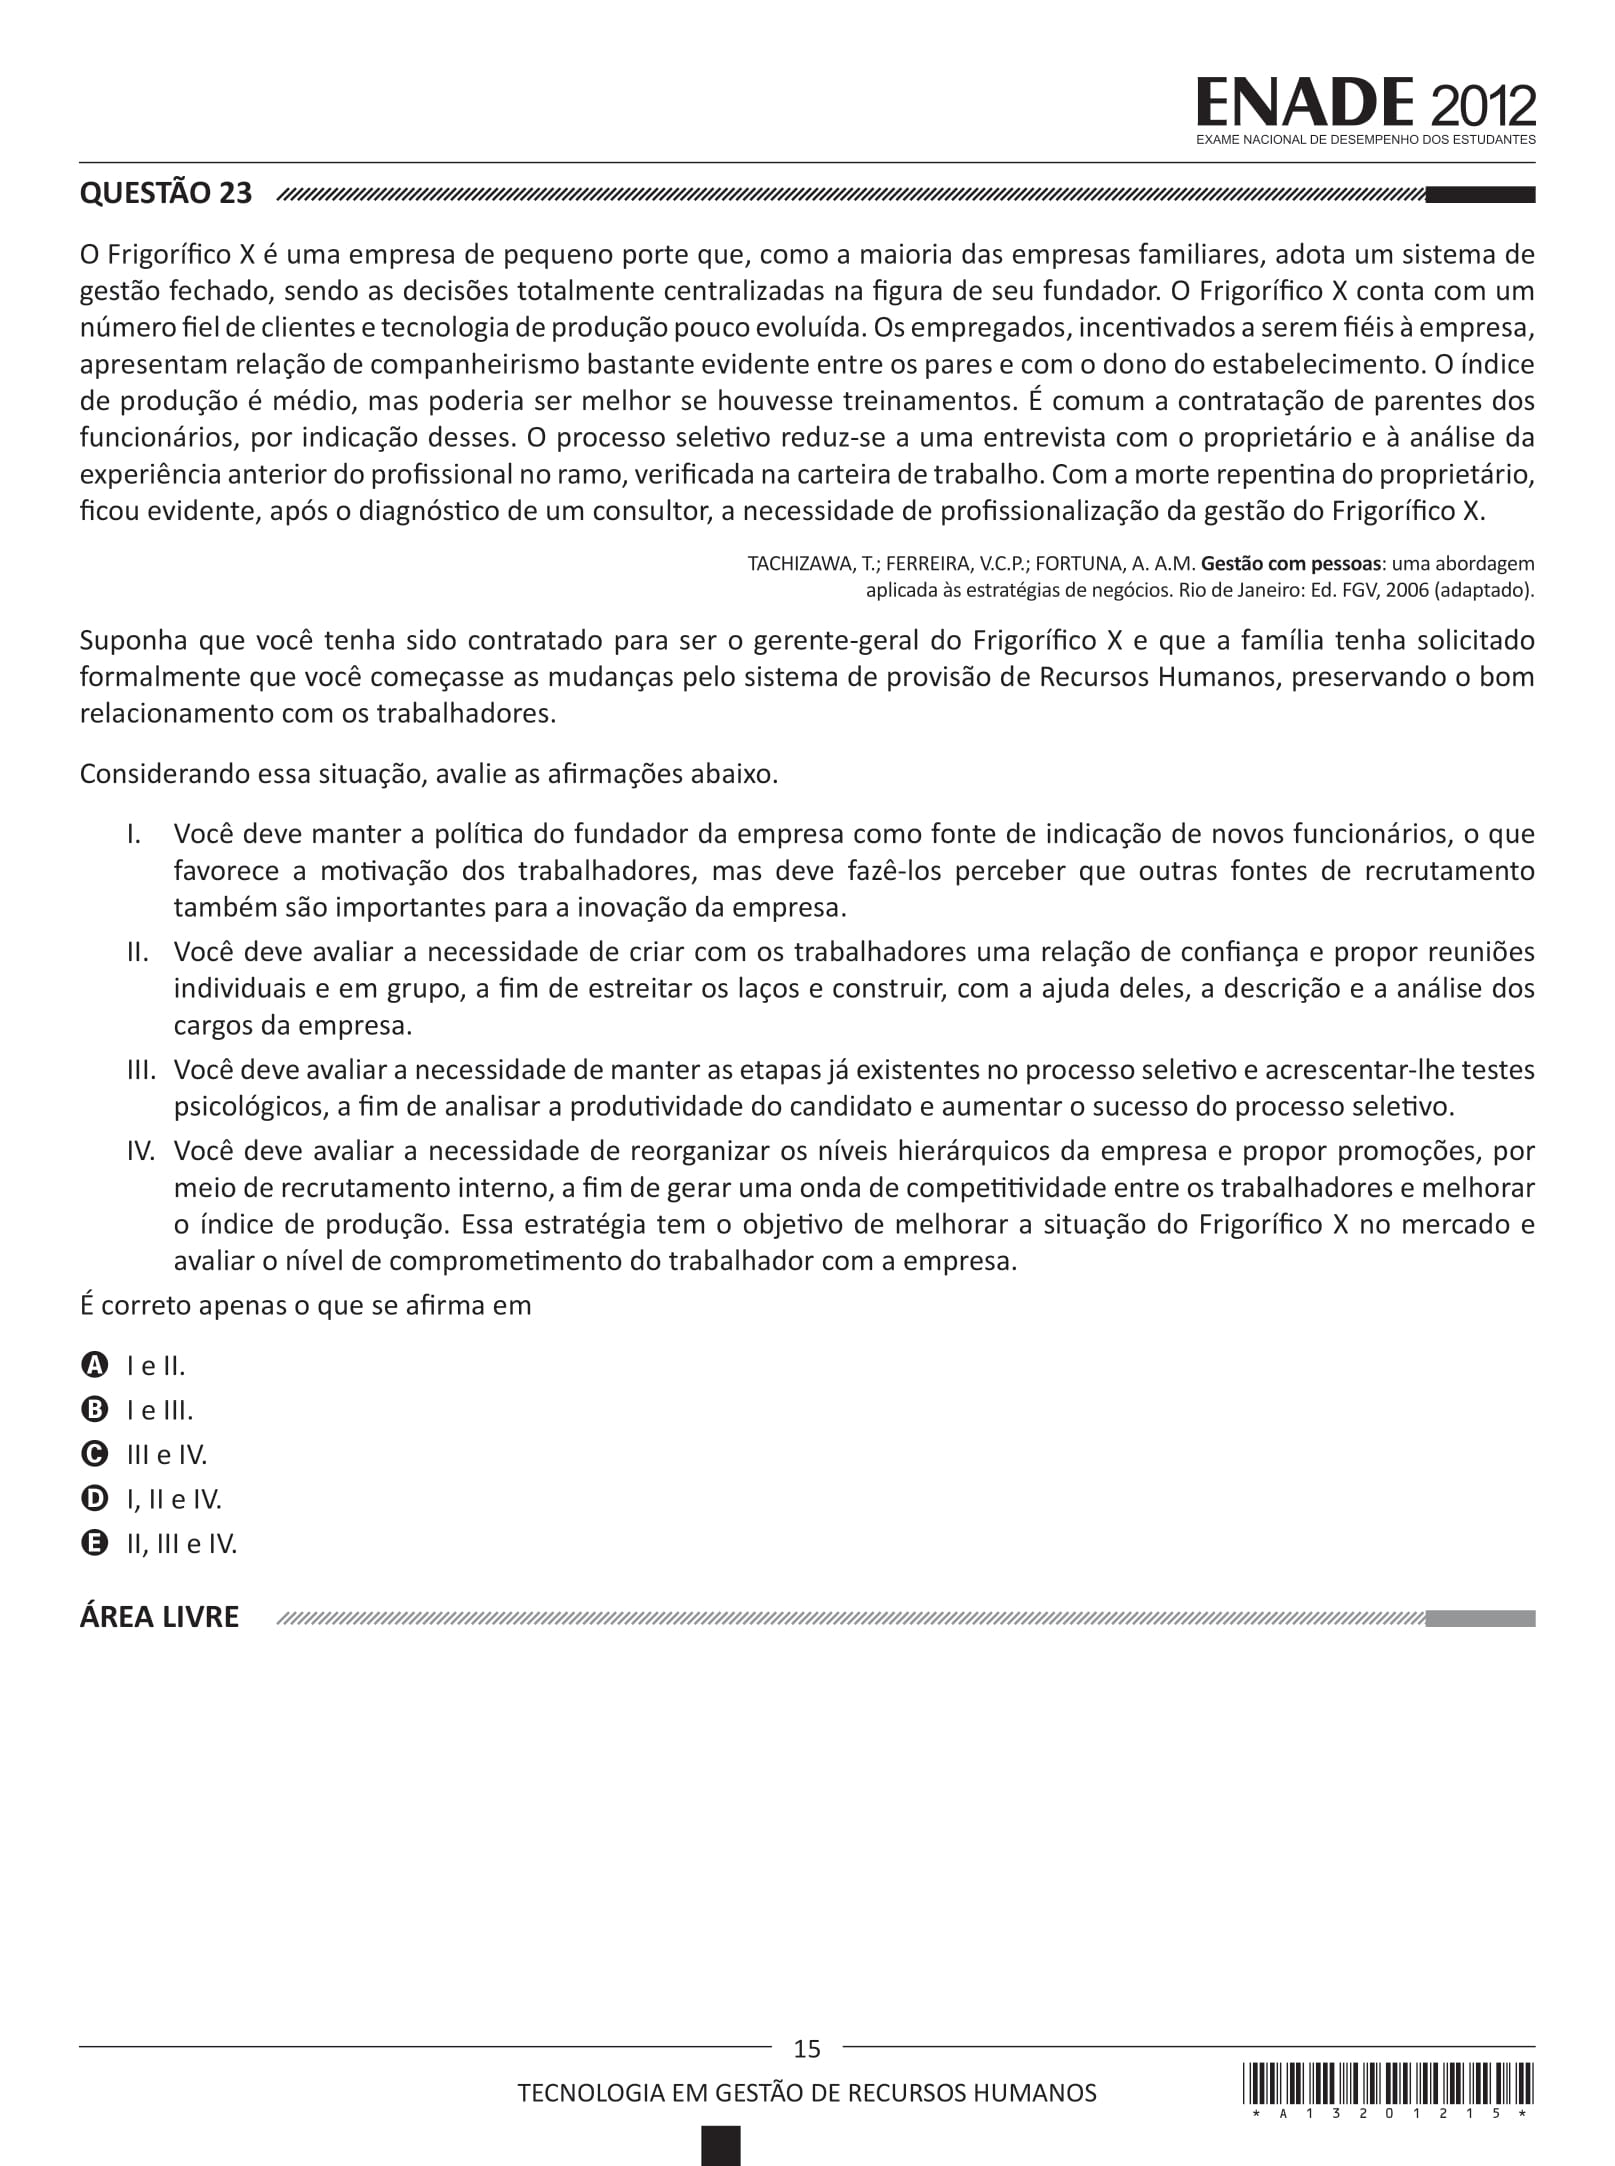 ENADE 2012
EXAME NACIONAL DE DESEMPENHO DOS ESTUDANTES
QUESTÃO 23
O Frigorífico X é uma empresa de pequeno porte que, como a maioria das empresas familiares, adota um sistema de
gestão fechado, sendo as decisões totalmente centralizadas na figura de seu fundador. O Frigorífico X conta com um
número fiel de clientes e tecnologia de produção pouco evoluída. Os empregados, incentivados a serem fiéis à empresa,
apresentam relação de companheirismo bastante evidente entre os pares e com o dono do estabelecimento. O índice
de produção é médio, mas poderia ser melhor se houvesse treinamentos. É comum a contratação de parentes dos
funcionários, por indicação desses. O processo seletivo reduz-se a uma entrevista com o proprietário e à análise da
experiência anterior do profissional no ramo, verificada na carteira de trabalho. Com a morte repentina do proprietário,
ficou evidente, após o diagnóstico de um consultor, a necessidade de profissionalização da gestão do Frigorífico X.
TACHIZAWA, T.; FERREIRA, V.C.P.; FORTUNA, A. A.M. Gestão com pessoas: uma abordagem
aplicada às estratégias de negócios. Rio de Janeiro: Ed. FGV, 2006 (adaptado).
Suponha que você tenha sido contratado para ser o gerente-geral do Frigorífico X e que a família tenha solicitado
formalmente que você começasse as mudanças pelo sistema de provisão de Recursos Humanos, preservando o bom
relacionamento com os trabalhadores.
Considerando essa situação, avalie as afirmações abaixo.
I. Você deve manter a política do fundador da empresa como fonte de indicação de novos funcionários, o que
favorece a motivação dos trabalhadores, mas deve fazê-los perceber que outras fontes de recrutamento
também são importantes para a inovação da empresa.
II. Você deve avaliar a necessidade de criar com os trabalhadores uma relação de confiança e propor reuniões
individuais e em grupo, a fim de estreitar os laços e construir, com a ajuda deles, a descrição e a análise dos
cargos da empresa.
III. Você deve avaliar a necessidade de manter as etapas já existentes no processo seletivo e acrescentar-lhe testes
psicológicos, a fim de analisar a produtividade do candidato e aumentar o sucesso do processo seletivo.
IV. Você deve avaliar a necessidade de reorganizar os níveis hierárquicos da empresa e propor promoções, por
meio de recrutamento interno, a fim de gerar uma onda de competitividade entre os trabalhadores e melhorar
o índice de produção. Essa estratégia tem o objetivo de melhorar a situação do Frigorífico X no mercado e
avaliar o nível de comprometimento do trabalhador com a empresa.
É correto apenas o que se afirma em
A I e II.
B I e III.
C III e IV.
D I, II e IV.
E II, III e IV.
ÁREA LIVRE
15
TECNOLOGIA EM GESTÃO DE RECURSOS HUMANOS
* A 1 3 2 0 1 2 1 5 *